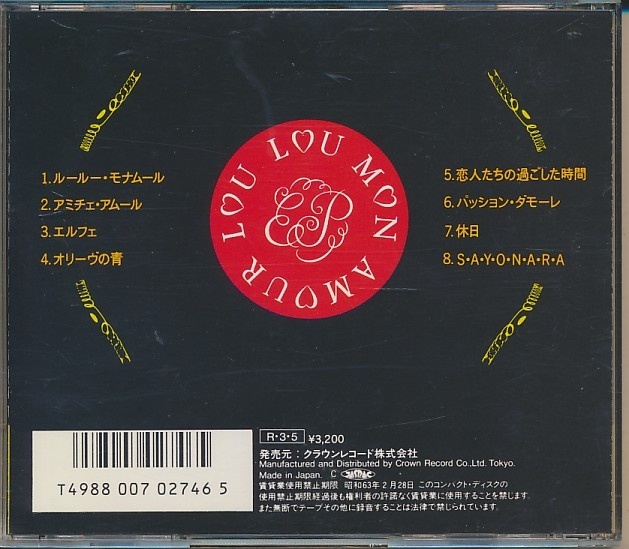 LOU LOU MON AMOUR
EP
1.ルールー・モナムール
2.アミチェ・アムール
3.エルフェ
4.オリーヴの青
5.恋人たちの過ごした時間
6.パッション・ダモーレ
7.休日
8.S・A・Y・O・N・A・R・A
R・3・5 ¥3,200
発売元：クラウンレコード株式会社
Manufactured and Distributed by Crown Record Co.,Ltd. Tokyo.
Made in Japan. C JASRAC
賃貸業使用禁止期限 昭和63年2月28日 このコンパクト・ディスクの
使用禁止期限経過後も権利者の許諾なく賃貸業に使用することを禁じます。
また無断でテープその他に録音することは法律で禁じられています。
T4988 007 02746 5